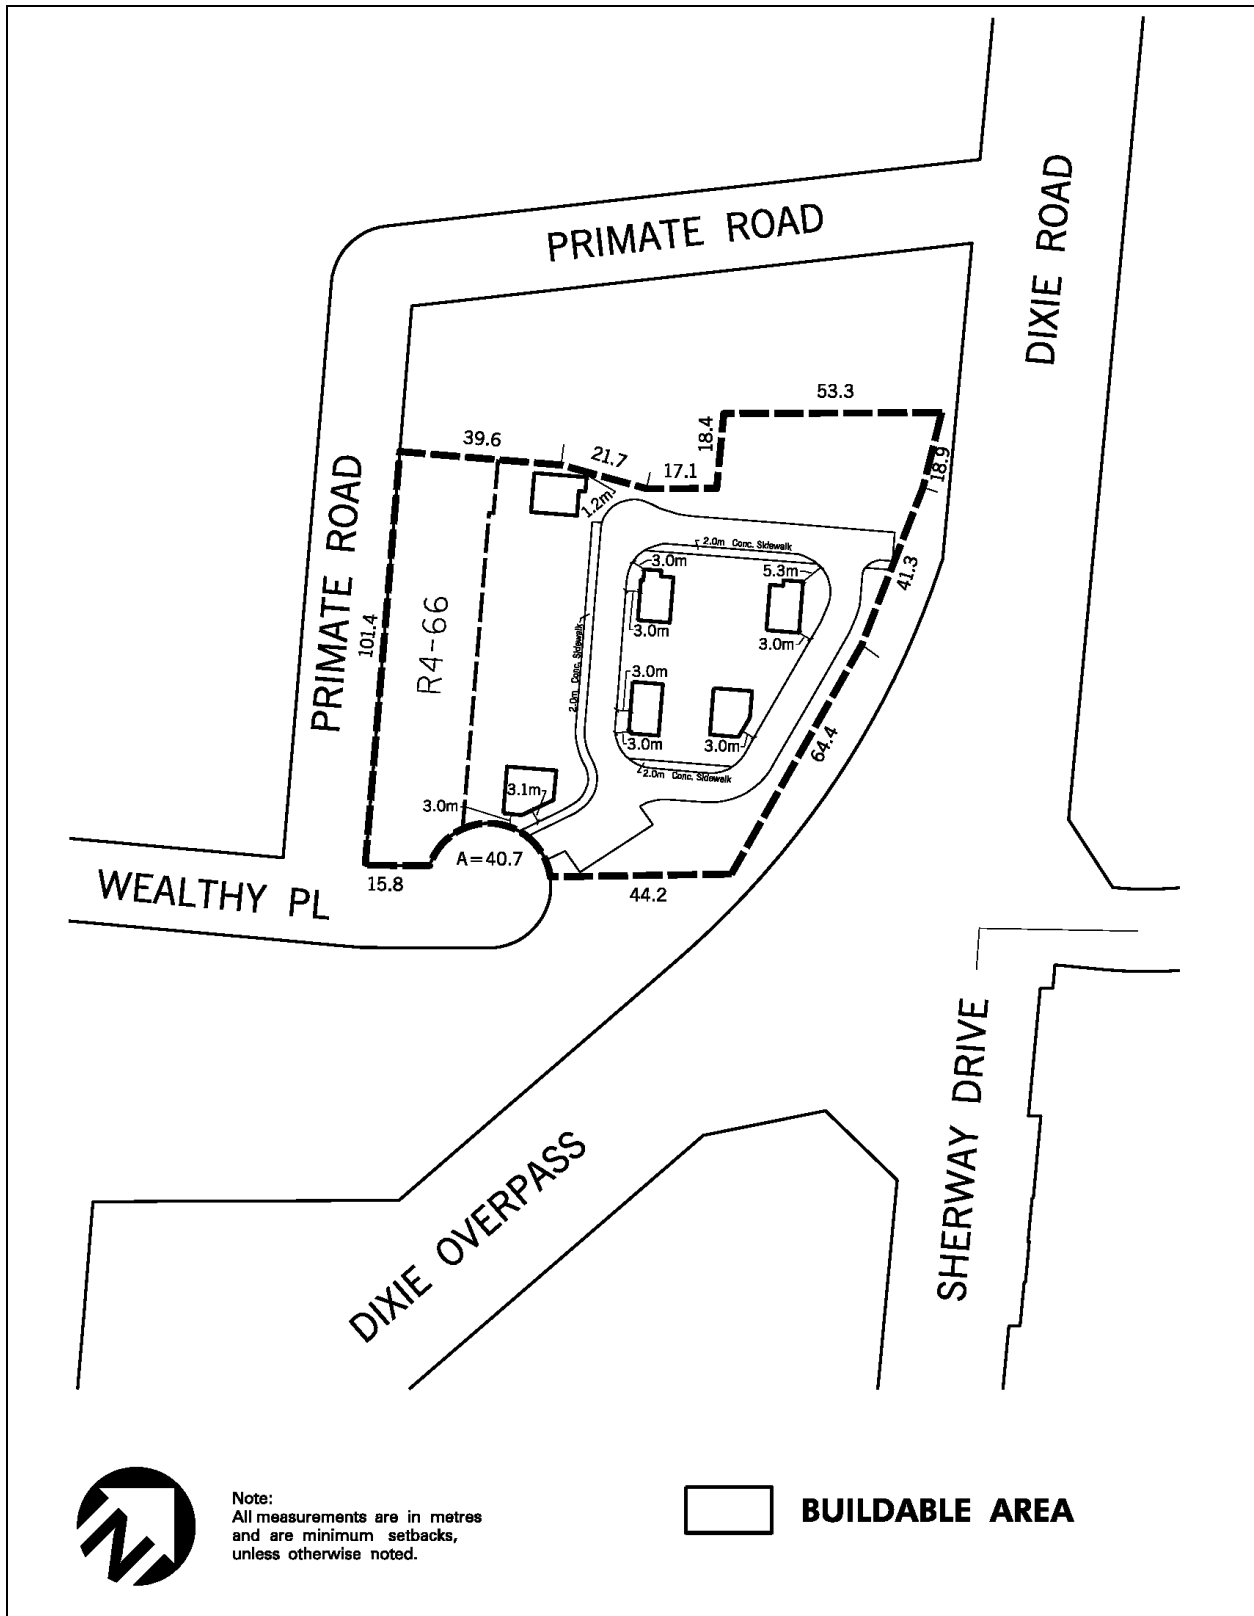 PRIMATE ROAD
DIXIE ROAD
53.3
18.4
39.6
21.7
17.1
18.9
1.2m
PRIMATE ROAD
101.4
R4-66
2.0m Conc. Sidewalk
3.0m
5.3m
41.3
2.0m Conc. Sidewalk
3.0m
3.0m
3.0m
3.0m
3.0m
64.4
2.0m Conc. Sidewalk
3.1m
3.0m
A=40.7
15.8
44.2
WEALTHY PL
SHERWAY DRIVE
DIXIE OVERPASS
N
Note:
All measurements are in metres
and are minimum setbacks,
unless otherwise noted.
BUILDABLE AREA